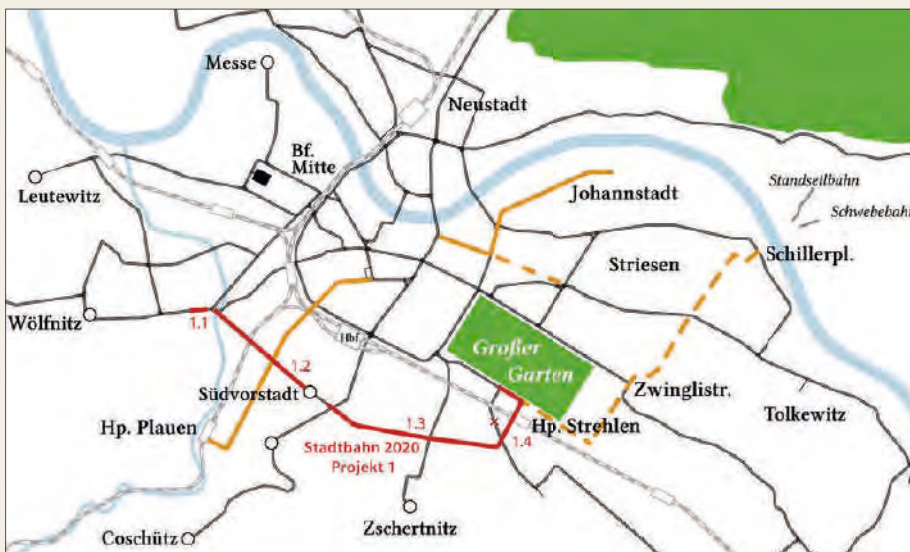 Messe
Neustadt
Bf.
Mitte
Johannstadt
Standseilbahn
Schwebebahn
Leutewitz
Schillerpl.
Striesen
Wölfnitz
1.1
Hbf
Großer
Garten
1.2
Südvorstadt
Zwinglistr.
Tolkewitz
Hp. Plauen
1.3
Hp. Strehlen
1.4
Stadtbahn 2020
Projekt 1
Zschertnitz
Coschütz